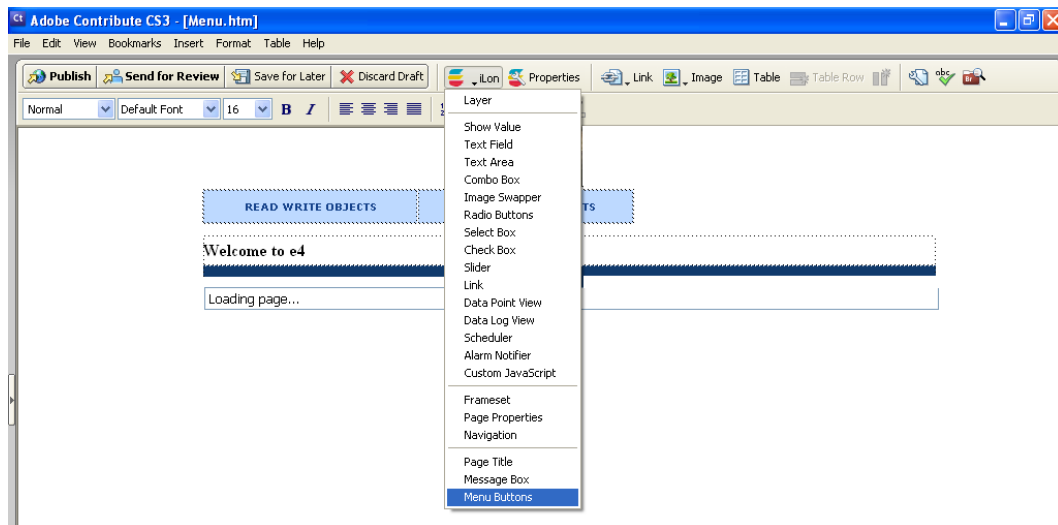 Ct Adobe Contribute CS3 - [Menu.htm]
File Edit View Bookmarks Insert Format Table Help
Publish Send for Review Save for Later Discard Draft iLon Properties Link Image Table Table Row abc
Normal Default Font 16 B I
Layer
Show Value
Text Field
Text Area
Combo Box
Image Swapper
Radio Buttons
Select Box
Check Box
Slider
Link
Data Point View
Data Log View
Scheduler
Alarm Notifier
Custom JavaScript
Frameset
Page Properties
Navigation
Page Title
Message Box
Menu Buttons
READ WRITE OBJECTS TS
Welcome to e4
Loading page...